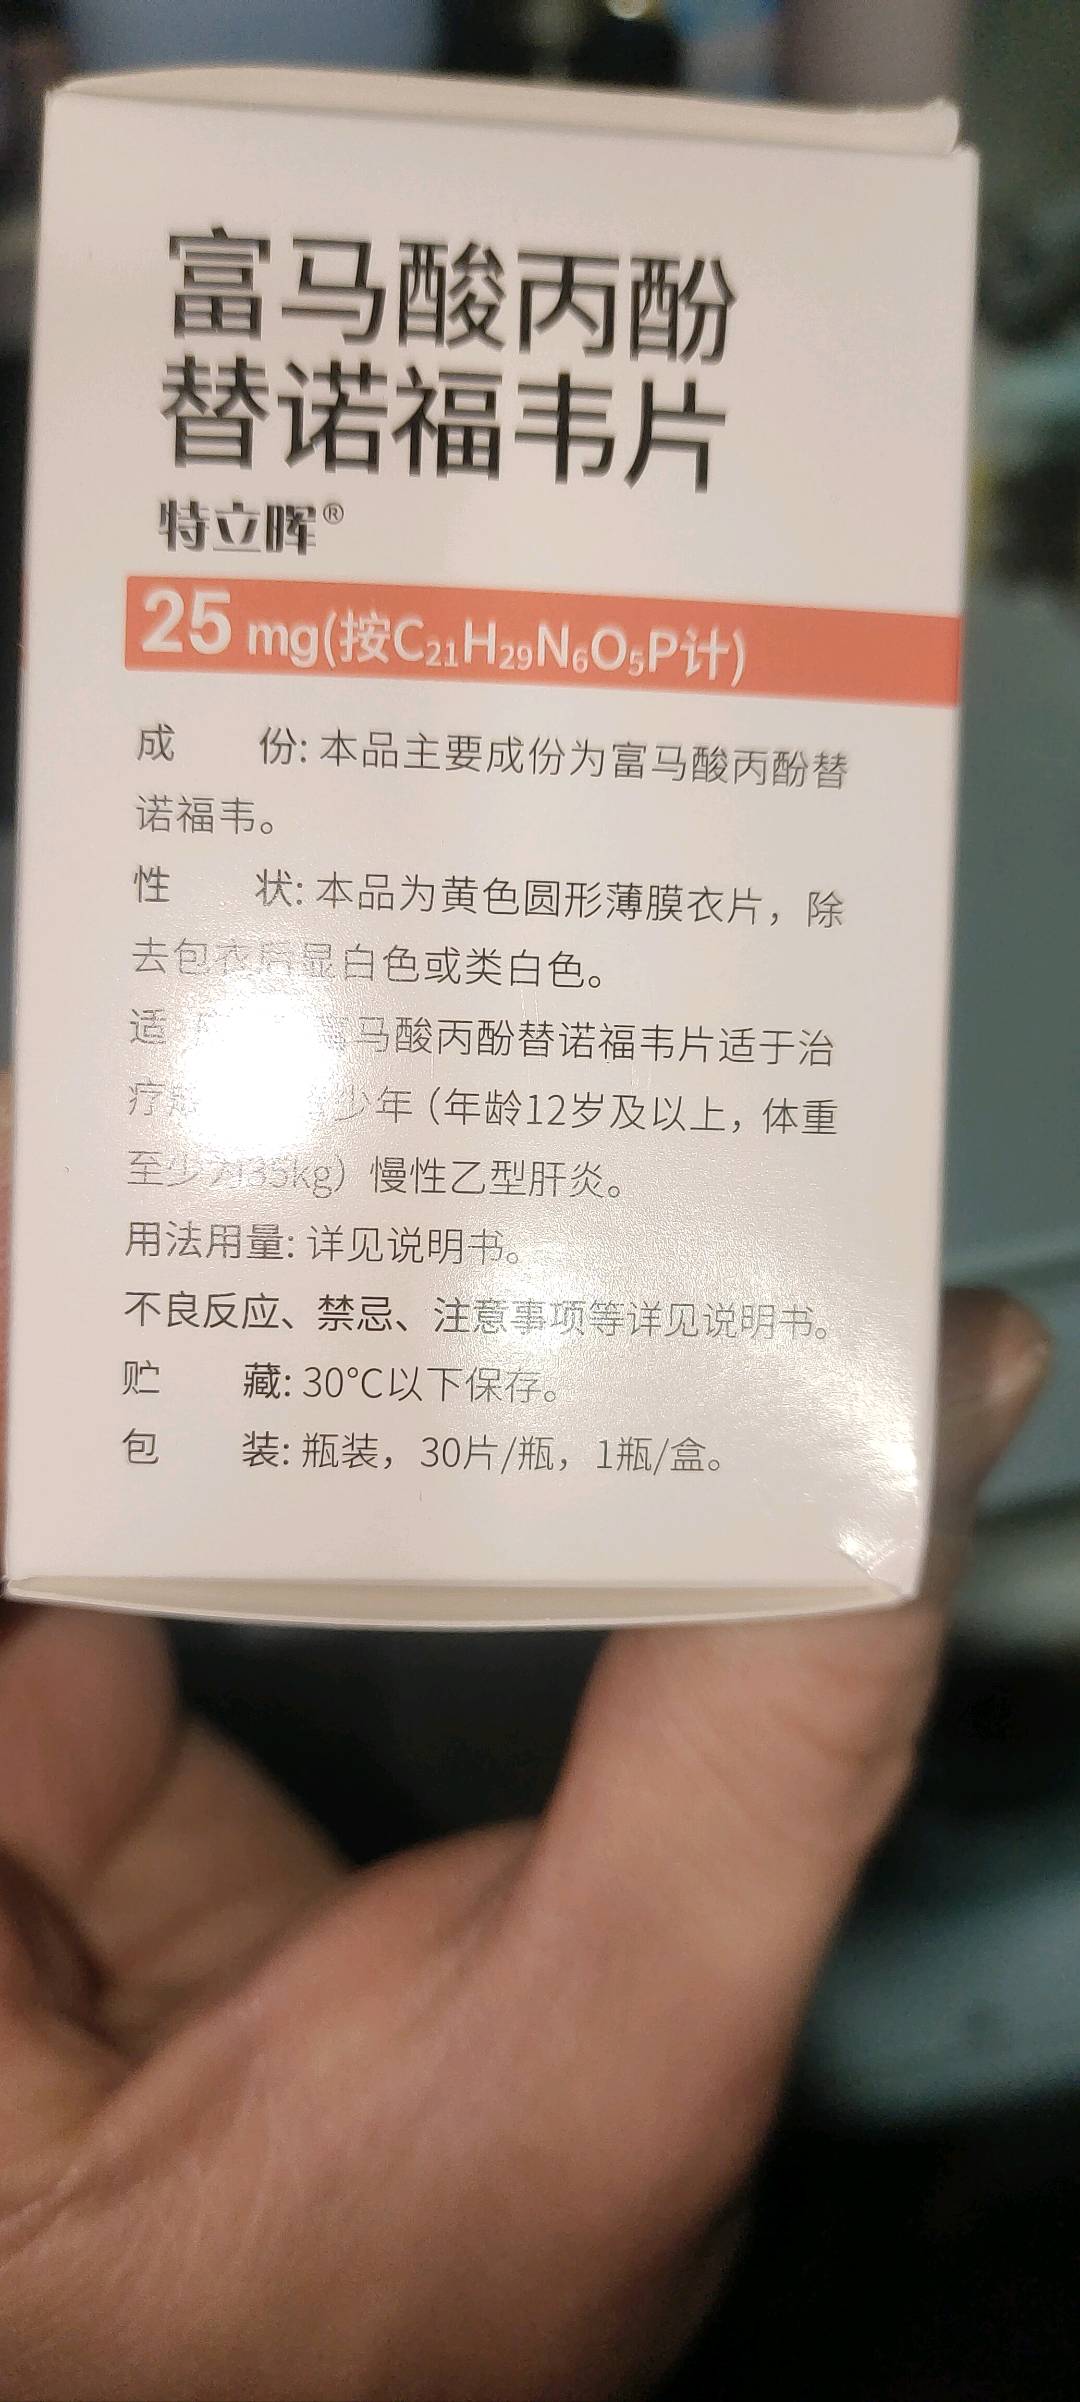 富马酸丙酚
替诺福韦片
特立晖®
25 mg(按C₂₁H₂₉N₆O₅P计)
成 份: 本品主要成份为富马酸丙酚替
诺福韦。
性 状: 本品为黄色圆形薄膜衣片，除
去包衣后显白色或类白色。
适 马酸丙酚替诺福韦片适于治
疗 少年（年龄12岁及以上，体重
至少为35kg）慢性乙型肝炎。
用法用量: 详见说明书。
不良反应、禁忌、注意事项等详见说明书。
贮 藏: 30°C以下保存。
包 装: 瓶装，30片/瓶，1瓶/盒。